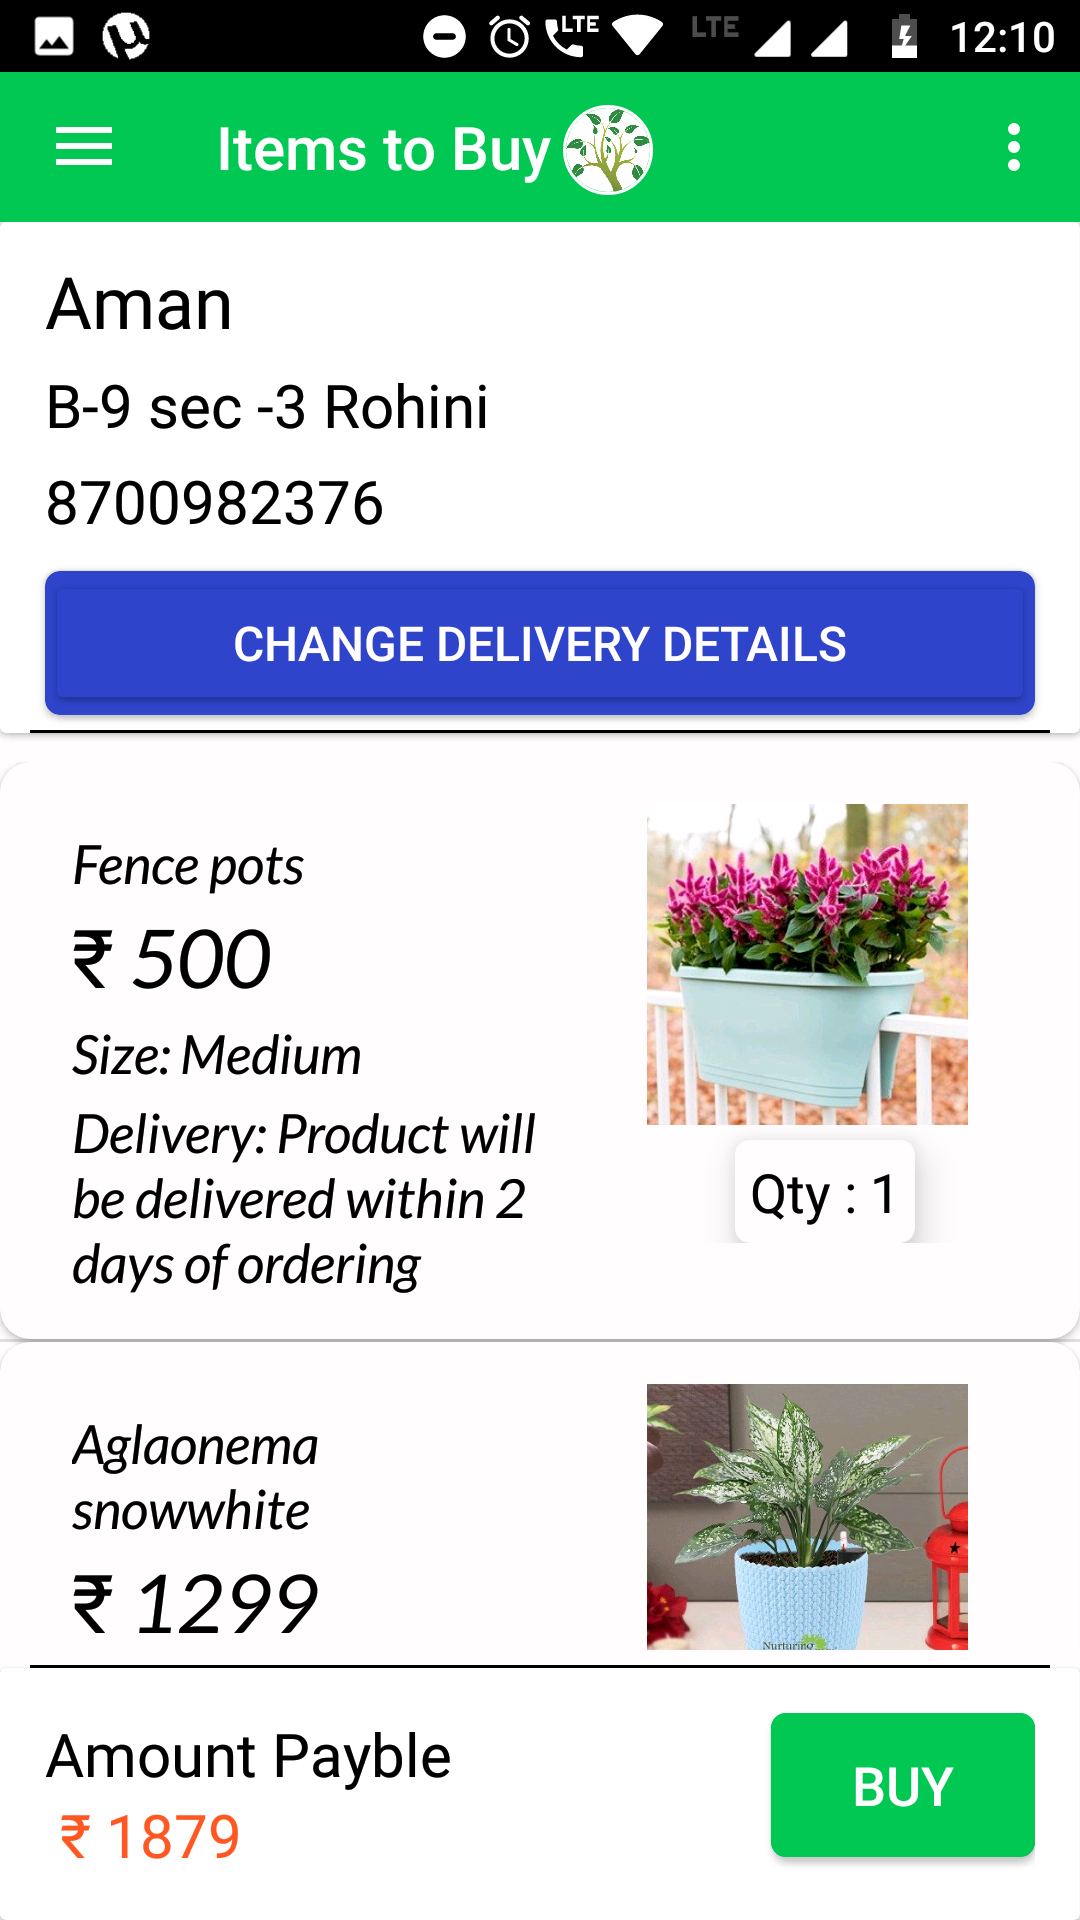 LTE LTE 12:10
Items to Buy
Aman
B-9 sec -3 Rohini
8700982376
CHANGE DELIVERY DETAILS
Fence pots
₹ 500
Size: Medium
Delivery: Product will
be delivered within 2
days of ordering
Qty : 1
Aglaonema
snowwhite
₹ 1299
Nurturing
Amount Payble
₹ 1879
BUY